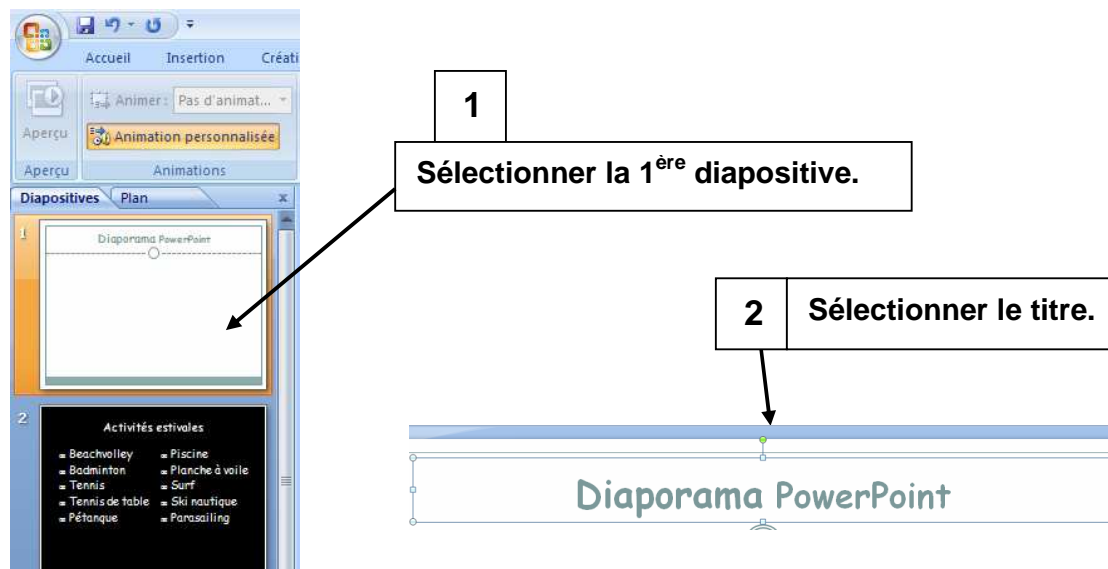 Accueil Insertion Créati
Animer : Pas d'animat...
Aperçu Animation personnalisée
Aperçu Animations
Diapositives Plan x
1
Diaporama PowerPoint
2
Activités estivales
Beachvolley
Badminton
Tennis
Tennis de table
Pétanque
Piscine
Planche à voile
Surf
Ski nautique
Parasailing
1
Sélectionner la 1ère diapositive.
2 Sélectionner le titre.
Diaporama PowerPoint